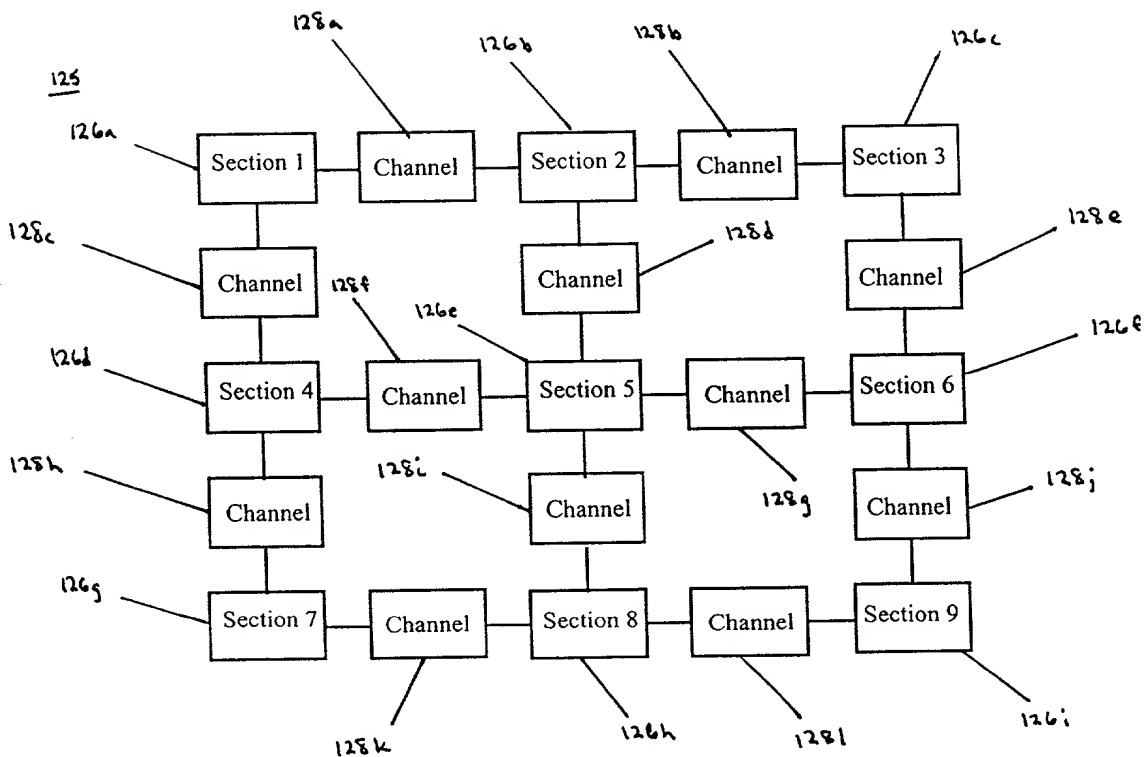 128a
126b
128b
126c
125
126a
Section 1
Channel
Section 2
Channel
Section 3
128c
128d
128e
Channel
Channel
Channel
128f
126e
126f
126d
Section 4
Channel
Section 5
Channel
Section 6
128h
128i
128g
128j
Channel
Channel
Channel
126g
Section 7
Channel
Section 8
Channel
Section 9
128k
126h
128l
126i